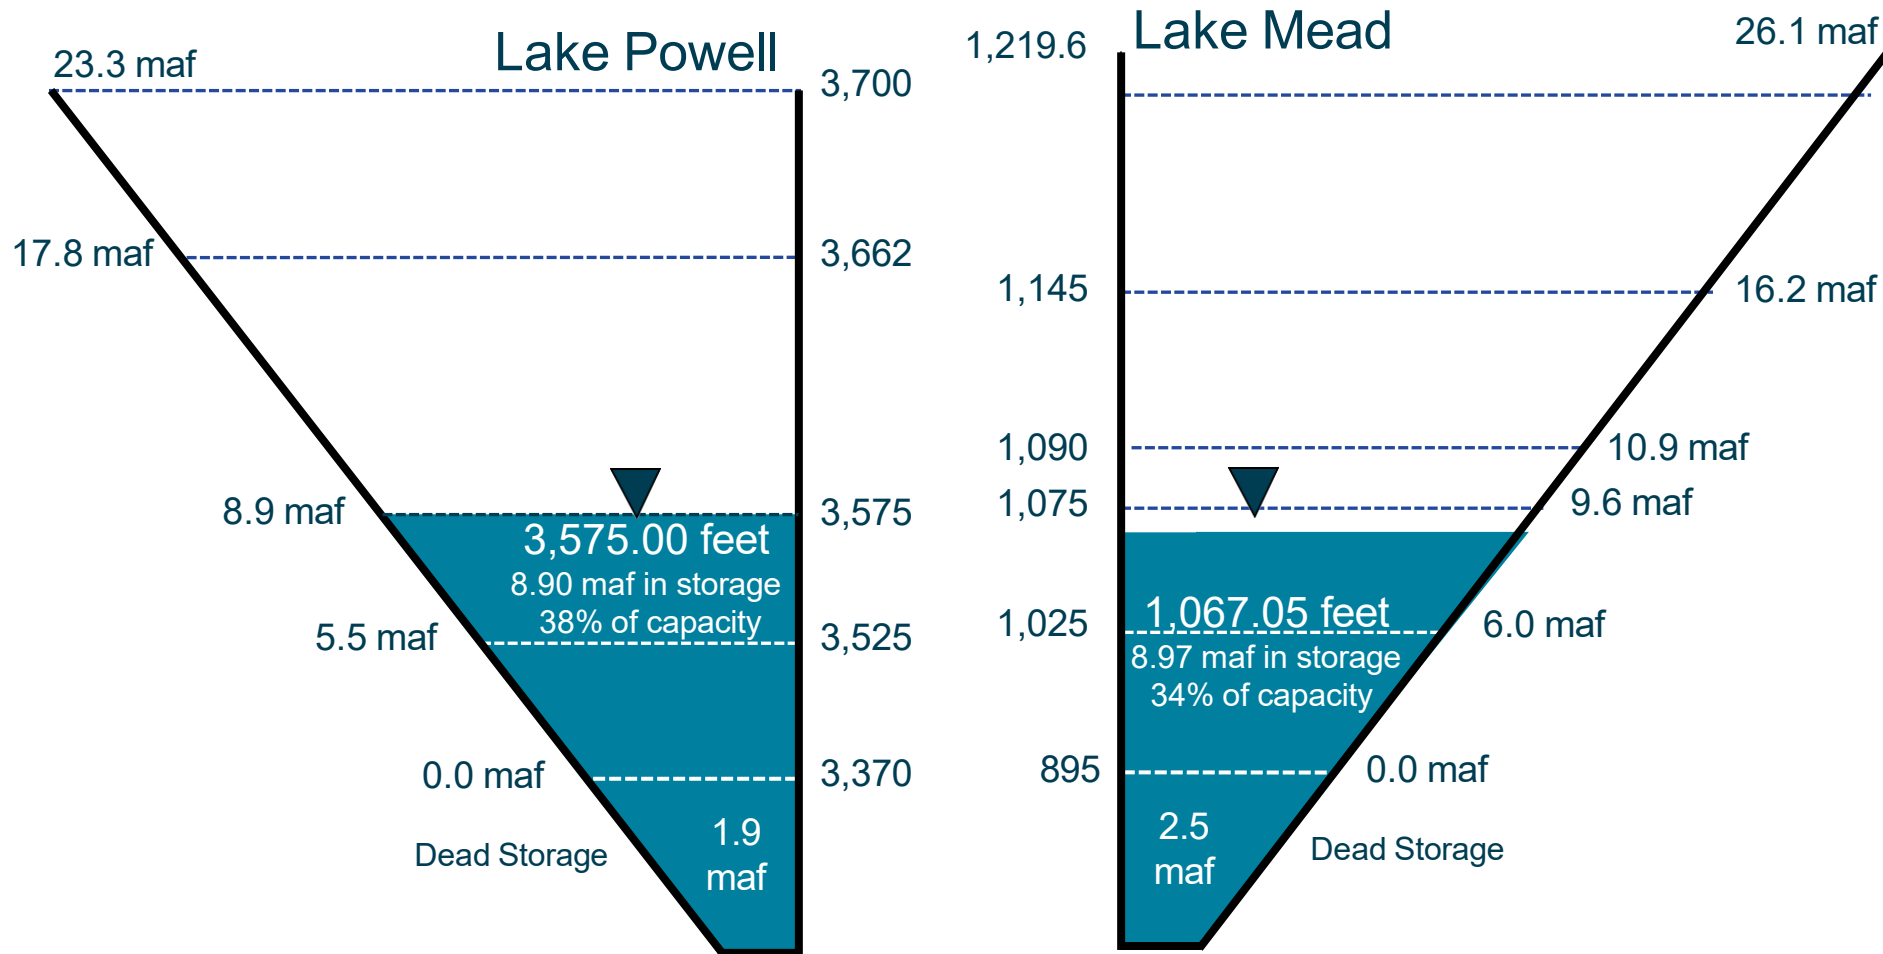 Lake Powell
23.3 maf
3,700
17.8 maf
3,662
8.9 maf
3,575
3,575.00 feet
8.90 maf in storage
38% of capacity
5.5 maf
3,525
0.0 maf
3,370
1.9
maf
Dead Storage
Lake Mead
1,219.6
26.1 maf
1,145
16.2 maf
1,090
10.9 maf
1,075
9.6 maf
1,067.05 feet
1,025
6.0 maf
8.97 maf in storage
34% of capacity
895
0.0 maf
2.5
maf
Dead Storage